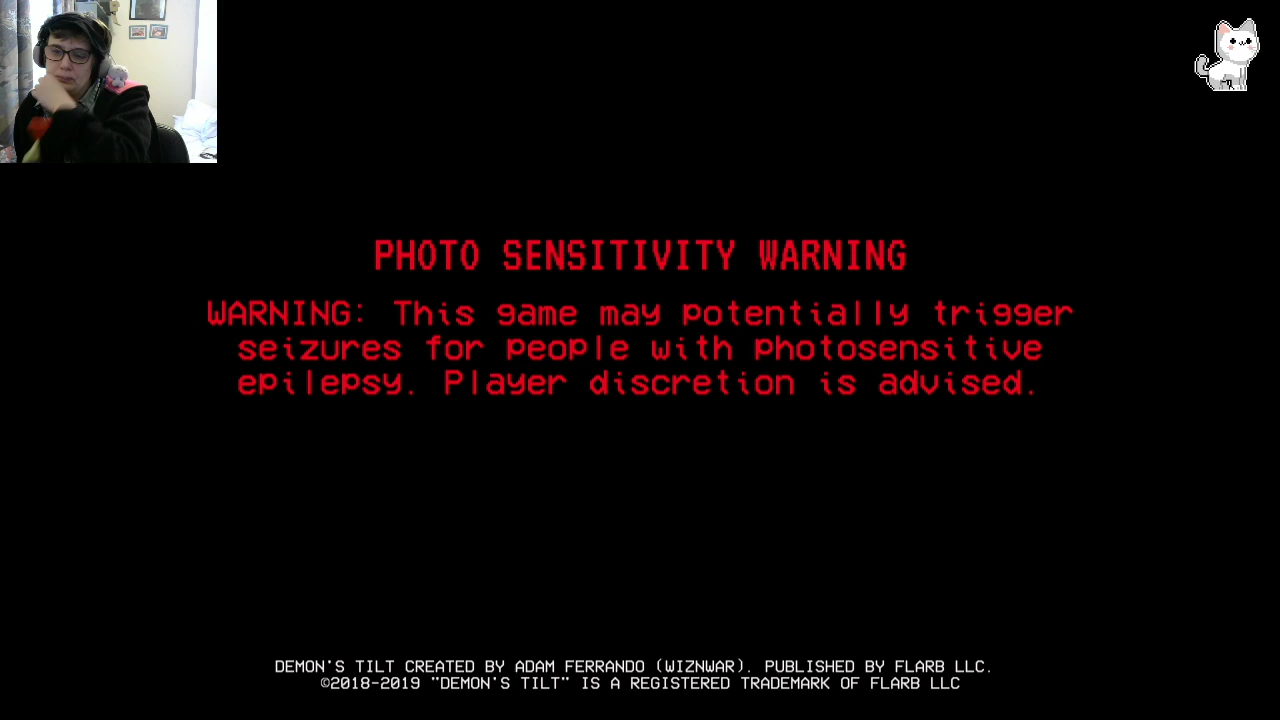 PHOTO SENSITIVITY WARNING
WARNING: This game may potentially trigger
seizures for people with photosensitive
epilepsy. Player discretion is advised.
DEMON'S TILT CREATED BY ADAM FERRANDO (WIZNWAR). PUBLISHED BY FLARB LLC.
©2018-2019 "DEMON'S TILT" IS A REGISTERED TRADEMARK OF FLARB LLC